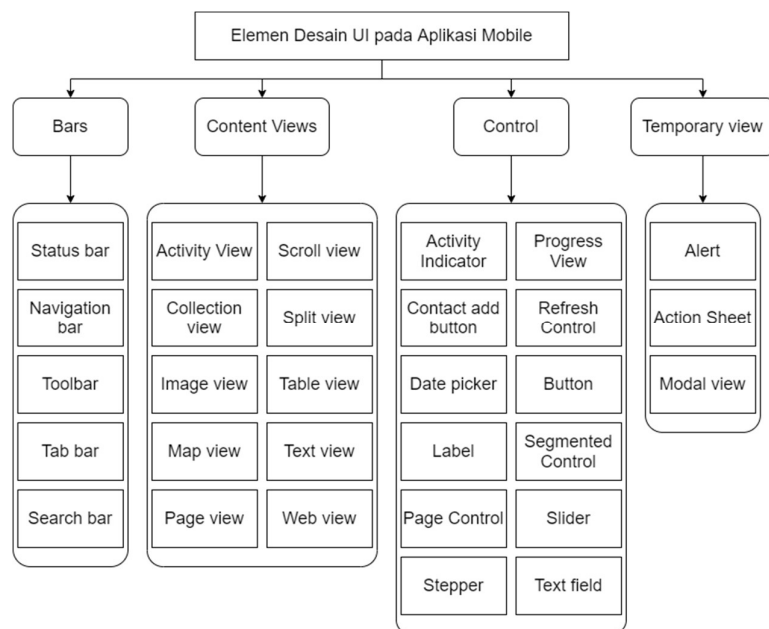 Elemen Desain UI pada Aplikasi Mobile
Bars
Content Views
Control
Temporary view
Status bar
Navigation
bar
Toolbar
Tab bar
Search bar
Activity View
Scroll view
Collection
view
Split view
Image view
Table view
Map view
Text view
Page view
Web view
Activity
Indicator
Progress
View
Contact add
button
Refresh
Control
Date picker
Button
Label
Segmented
Control
Page Control
Slider
Stepper
Text field
Alert
Action Sheet
Modal view